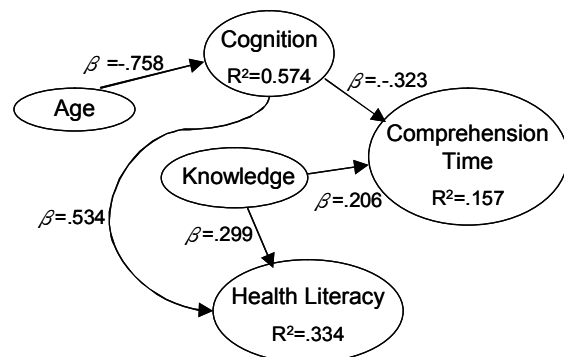 Cognition
R²=0.574
β=-.758
Age
β=.-.323
Comprehension
Time
R²=.157
Knowledge
β=.206
β=.534
β=.299
Health Literacy
R²=.334